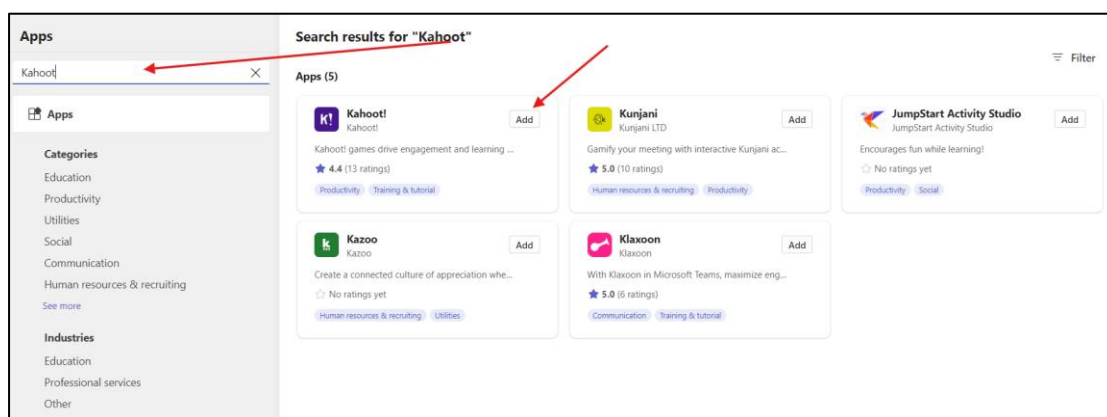 Apps
Kahoot
Apps
Categories
Education
Productivity
Utilities
Social
Communication
Human resources & recruiting
See more
Industries
Education
Professional services
Other
Search results for "Kahoot"
Filter
Apps (5)
K!
Kahoot!
Kahoot!
Add
Kahoot! games drive engagement and learning ...
4.4 (13 ratings)
Productivity Training & tutorial
Kunjani
Kunjani LTD
Add
Gamify your meeting with interactive Kunjani ac...
5.0 (10 ratings)
Human resources & recruiting Productivity
JumpStart Activity Studio
JumpStart Activity Studio
Add
Encourages fun while learning!
No ratings yet
Productivity Social
Kazoo
Kazoo
Add
Create a connected culture of appreciation whe...
No ratings yet
Human resources & recruiting Utilities
Klaxoon
Klaxoon
Add
With Klaxoon in Microsoft Teams, maximize eng...
5.0 (6 ratings)
Communication Training & tutorial